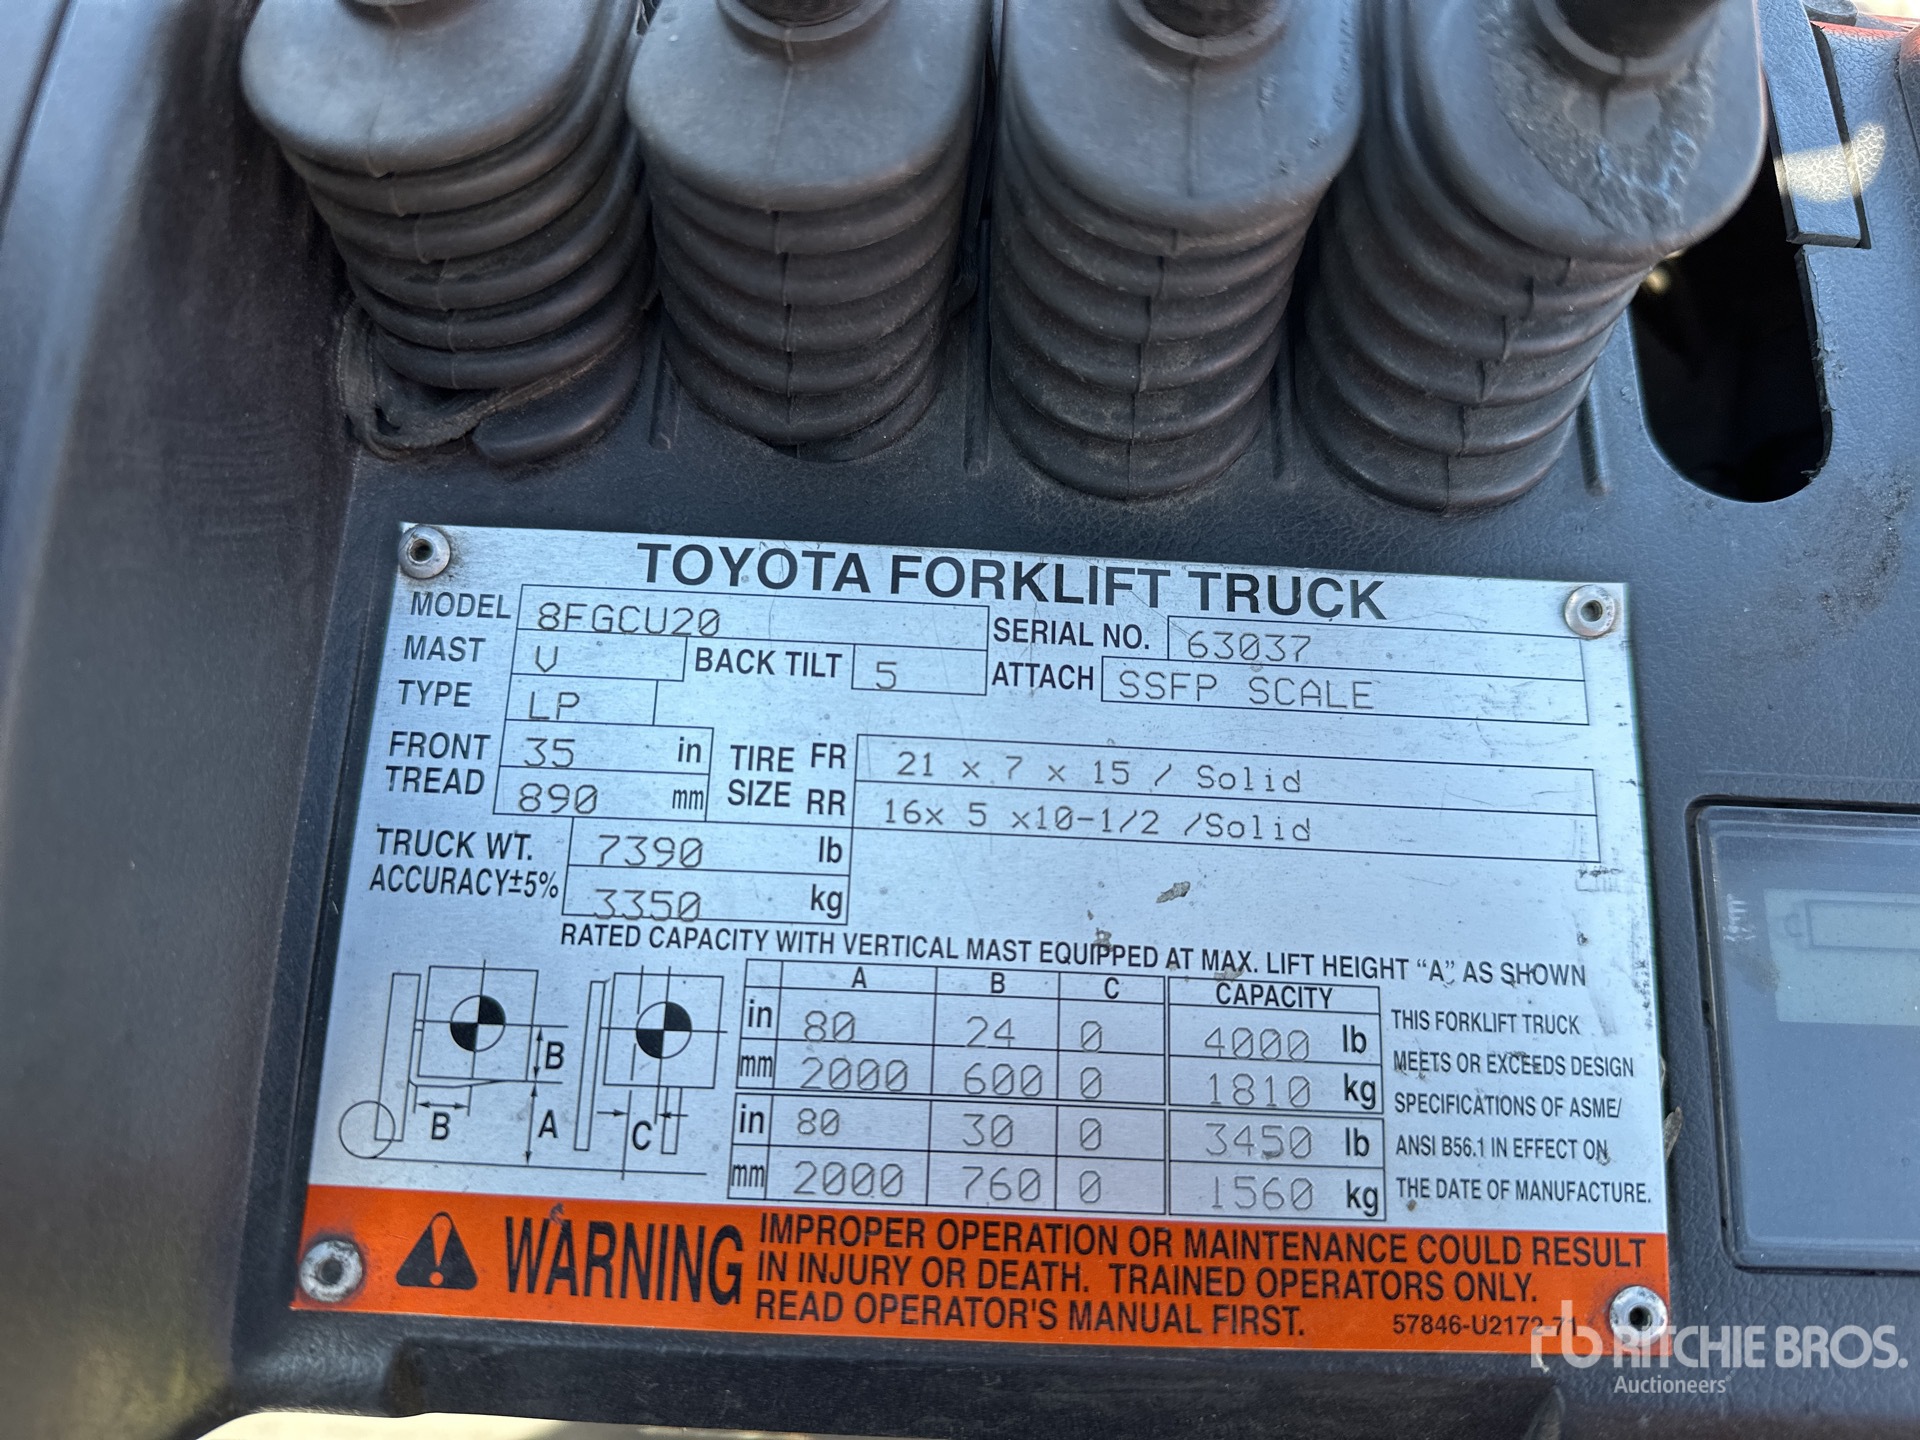 TOYOTA FORKLIFT TRUCK
MODEL 8FGCU20 SERIAL NO. 63037
MAST V BACK TILT 5 ATTACH SSFP SCALE
TYPE LP
FRONT TREAD 35 in TIRE SIZE FR 21 x 7 x 15 / Solid
890 mm RR 16x 5 x10-1/2 /Solid
TRUCK WT. 7390 lb
ACCURACY±5% 3350 kg
RATED CAPACITY WITH VERTICAL MAST EQUIPPED AT MAX. LIFT HEIGHT "A" AS SHOWN
A B C CAPACITY
in 80 24 0 4000 lb
mm 2000 600 0 1810 kg
in 80 30 0 3450 lb
mm 2000 760 0 1560 kg
B
B A C
THIS FORKLIFT TRUCK
MEETS OR EXCEEDS DESIGN
SPECIFICATIONS OF ASME/
ANSI B56.1 IN EFFECT ON
THE DATE OF MANUFACTURE.
WARNING
IMPROPER OPERATION OR MAINTENANCE COULD RESULT
IN INJURY OR DEATH. TRAINED OPERATORS ONLY.
READ OPERATOR'S MANUAL FIRST.
57846-U2172-71
rb RITCHIE BROS.
Auctioneers